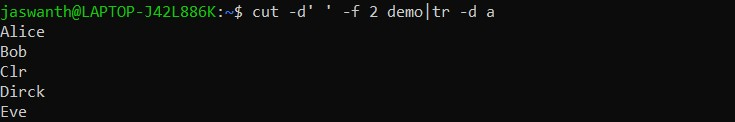 jaswanth@LAPTOP-J42L886K:~$ cut -d' ' -f 2 demo|tr -d a
Alice
Bob
Clr
Dirck
Eve